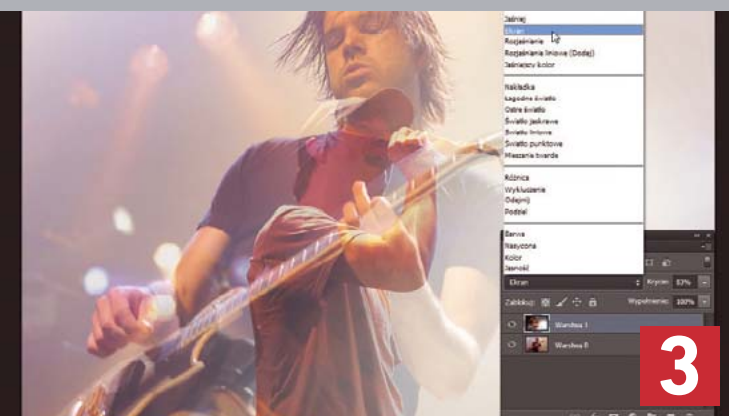 Jaśniej
Ekran
Rozjaśnianie
Rozjaśnianie liniowe (Dodaj)
Jaśniejszy kolor
Nakładka
Łagodne światło
Ostre światło
Światło jaskrawe
Światło liniowe
Światło punktowe
Mieszanie twarde
Różnica
Wykluczenie
Odejmij
Podziel
Barwa
Nasycona
Kolor
Jasność
Ekran Krycie: 83%
Zablokuj: Wypełnienie: 100%
Warstwa 1
Warstwa 0
3